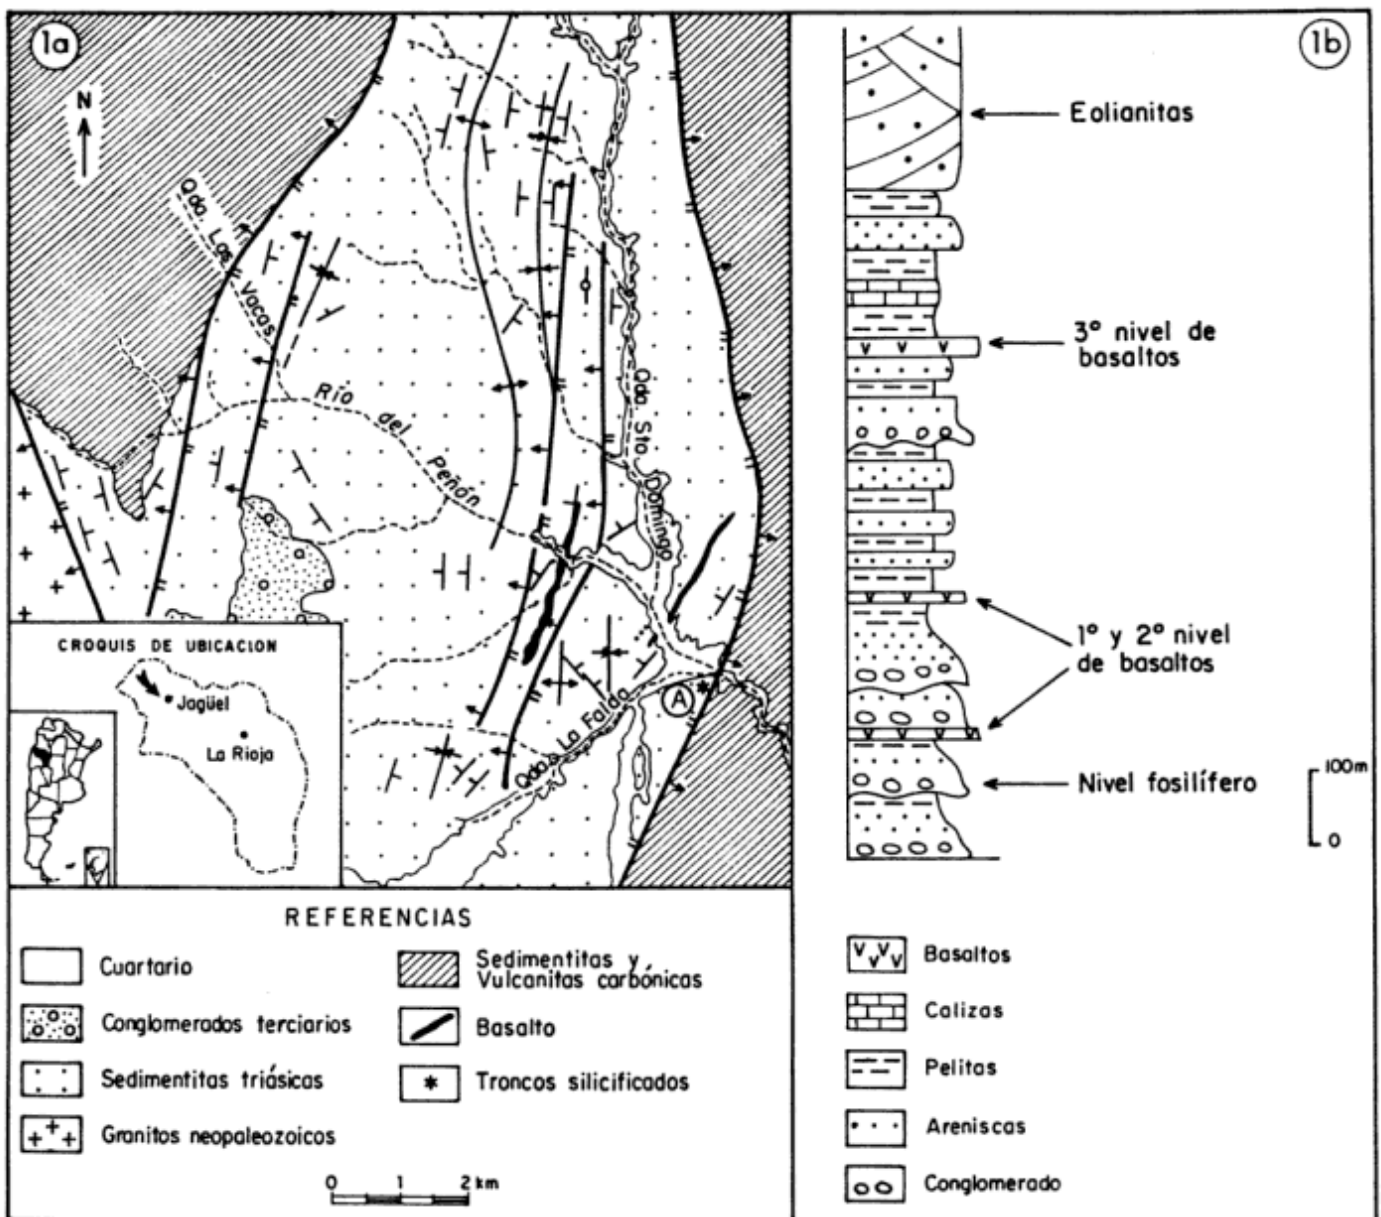 1a
N
Qda. Las Vacas
Río del Peñón
Qda. Sto. Domingo
Qda. La Falda
A
CROQUIS DE UBICACION
Jagüel
La Rioja
REFERENCIAS
Cuartario
Conglomerados terciarios
Sedimentitas triásicas
Granitos neopaleozoicos
Sedimentitas y
Vulcanitas carbónicas
Basalto
Troncos silicificados
0 1 2 km
1b
Eolianitas
3º nivel de
basaltos
1º y 2º nivel
de basaltos
Nivel fosilífero
100m
0
Basaltos
Calizas
Pelitas
Areniscas
Conglomerado